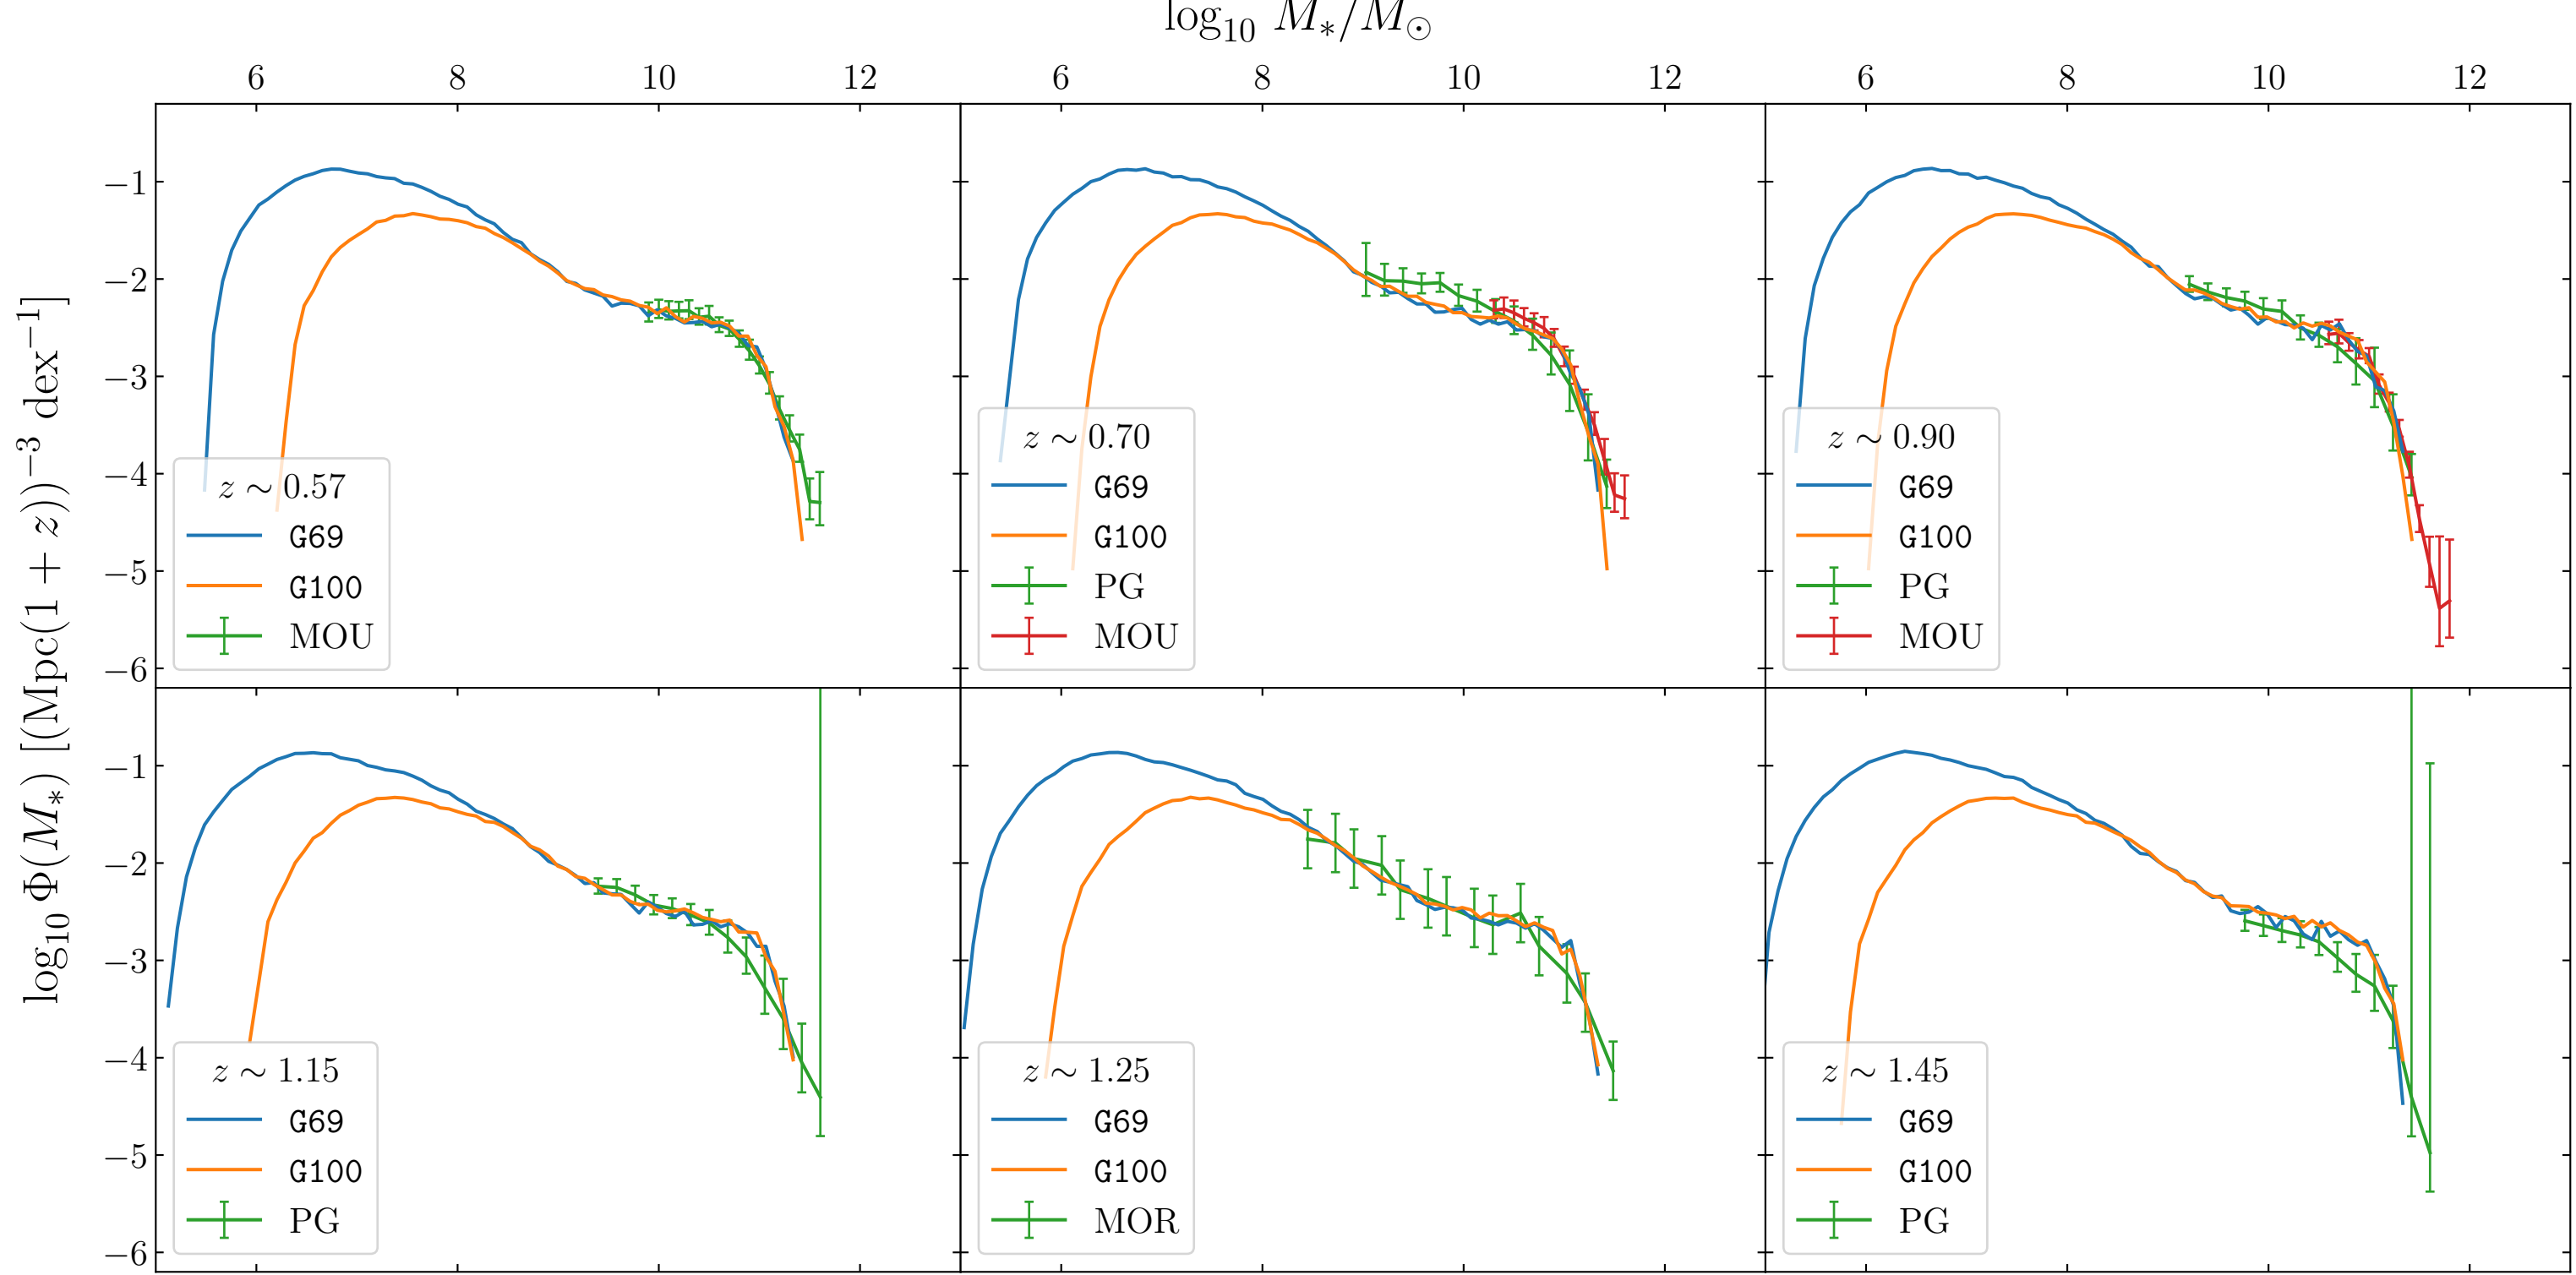 log₁₀ M∗/M⊙
6 8 10 12 6 8 10 12 6 8 10 12
log₁₀ Φ(M∗) [(Mpc(1 + z))⁻³ dex⁻¹]
−1
−2
−3
−4
−5
−6
z ∼ 0.57
G69
G100
MOU
z ∼ 0.70
G69
G100
PG
MOU
z ∼ 0.90
G69
G100
PG
MOU
−1
−2
−3
−4
−5
−6
z ∼ 1.15
G69
G100
PG
z ∼ 1.25
G69
G100
MOR
z ∼ 1.45
G69
G100
PG